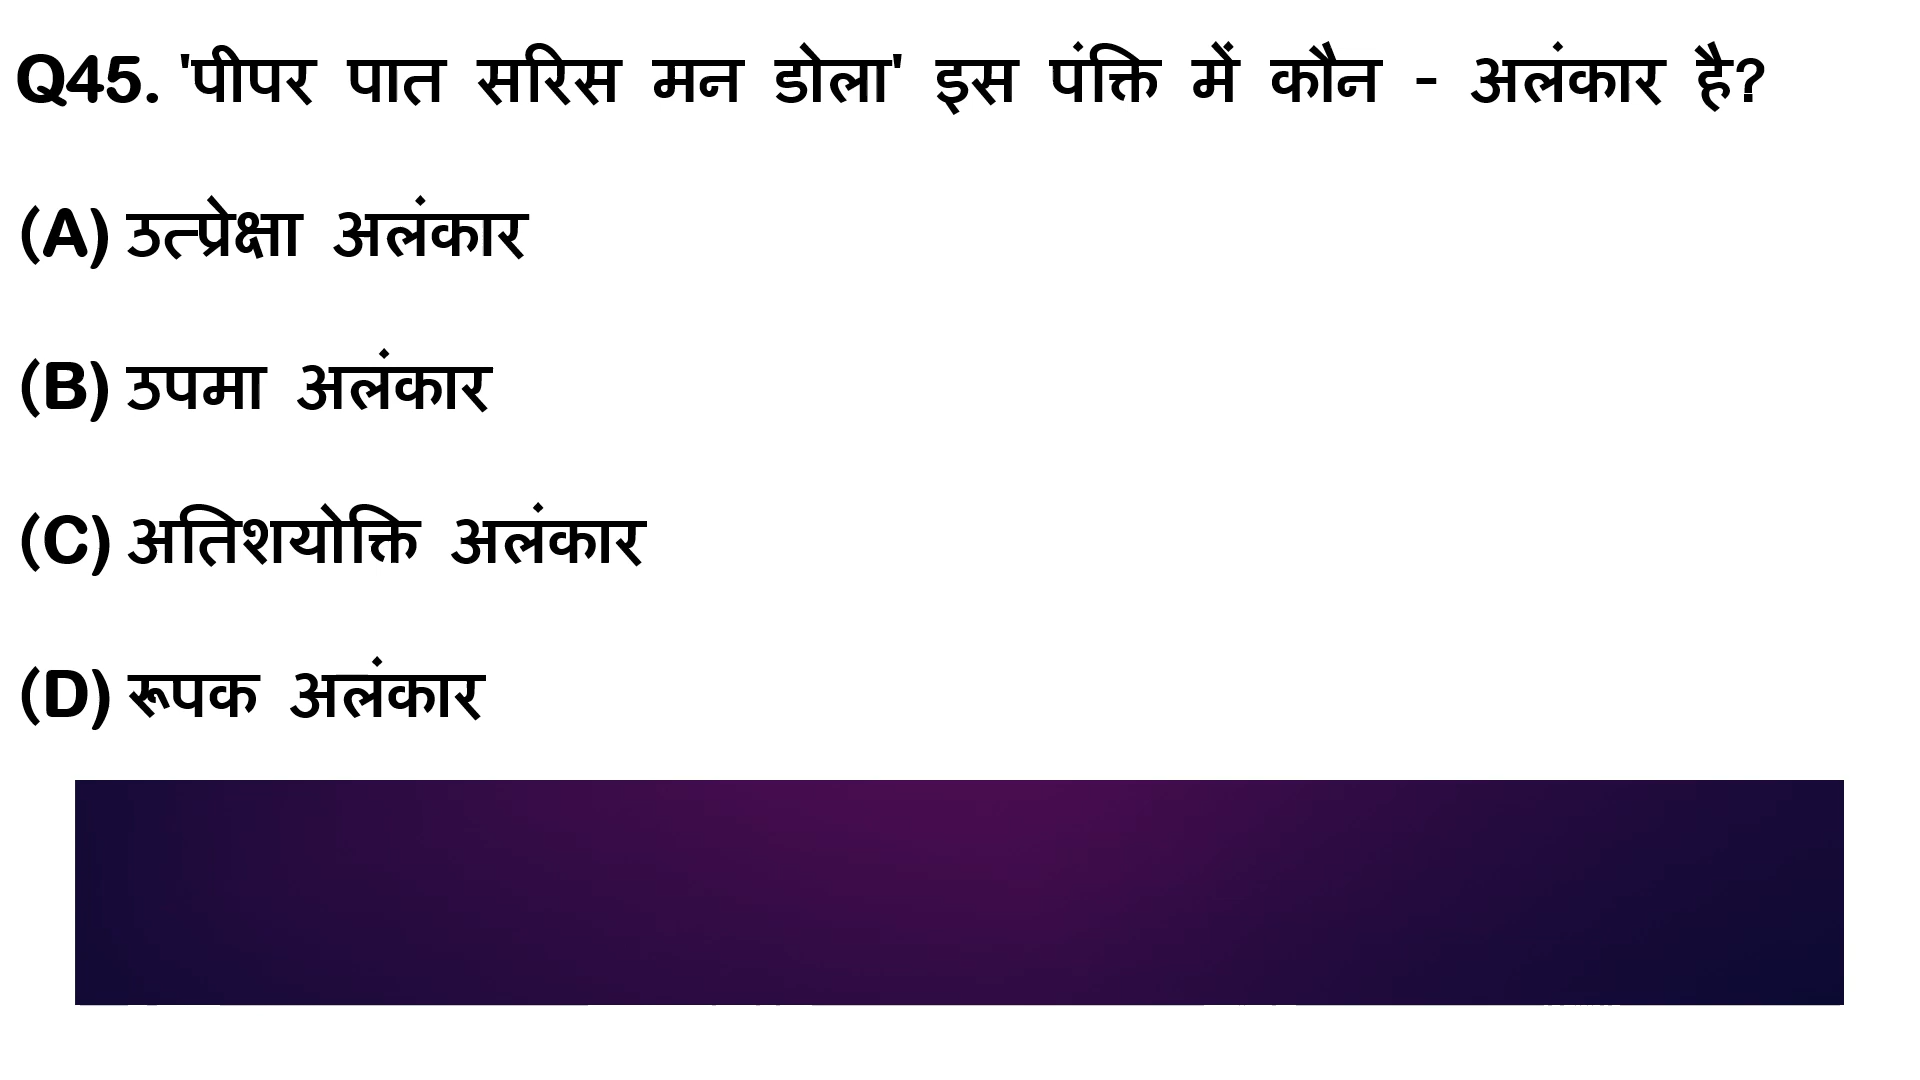 Q45. 'पीपर पात सरिस मन डोला' इस पंक्ति में कौन - अलंकार है?
(A) उत्प्रेक्षा अलंकार
(B) उपमा अलंकार
(C) अतिशयोक्ति अलंकार
(D) रूपक अलंकार